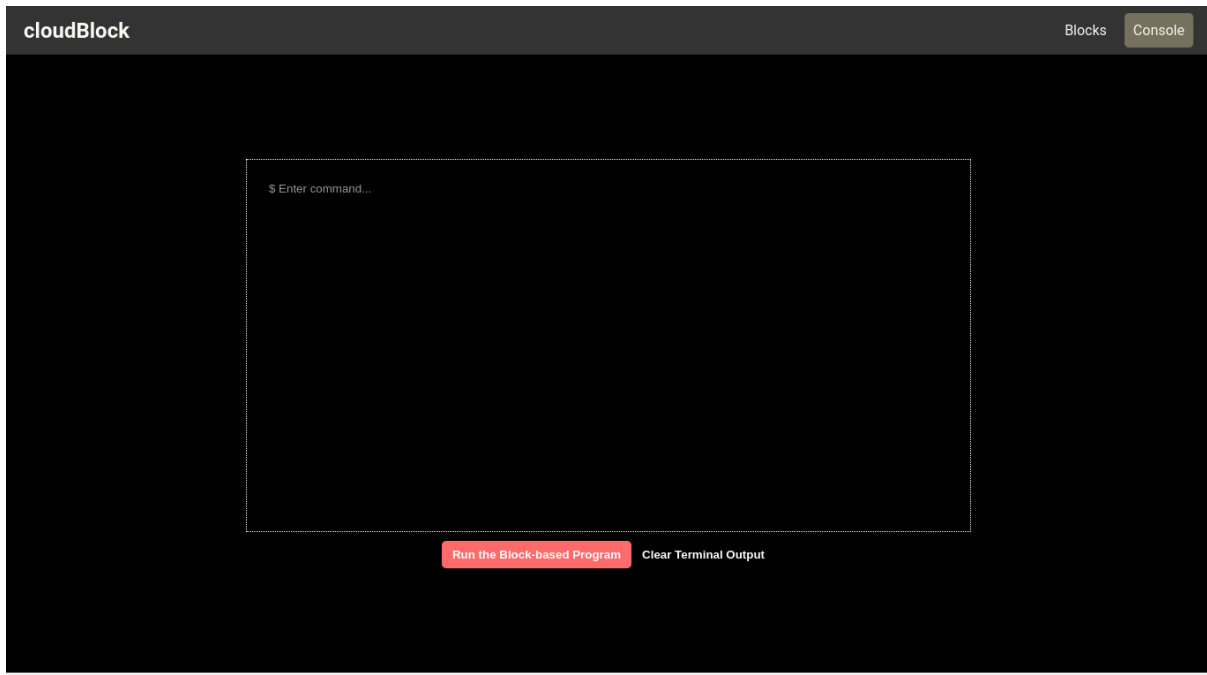 cloudBlock
Blocks
Console
$ Enter command...
Run the Block-based Program
Clear Terminal Output